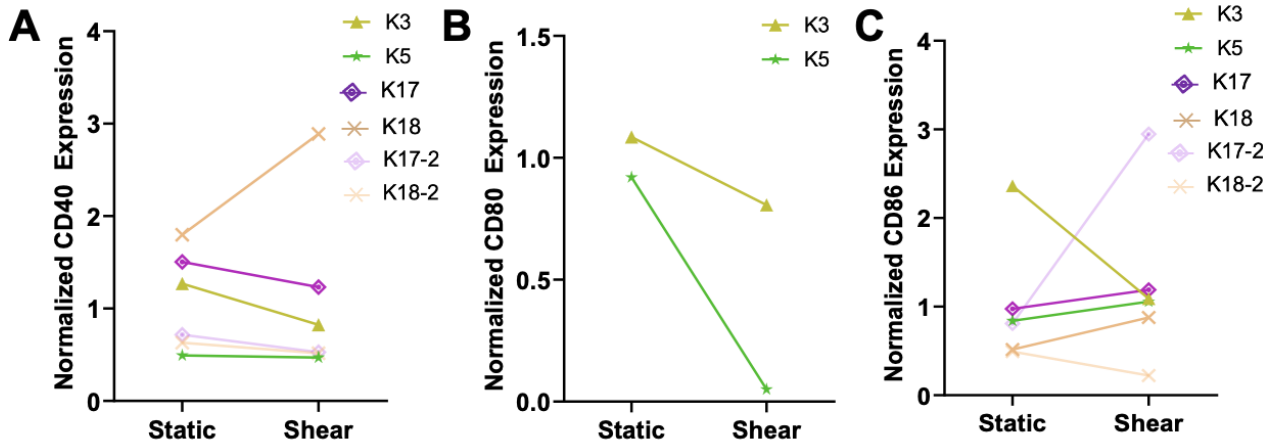 A
Normalized CD40 Expression
4
3
2
1
0
Static
Shear
K3
K5
K17
K18
K17-2
K18-2
B
Normalized CD80 Expression
1.5
1.0
0.5
0.0
Static
Shear
K3
K5
C
Normalized CD86 Expression
4
3
2
1
0
Static
Shear
K3
K5
K17
K18
K17-2
K18-2